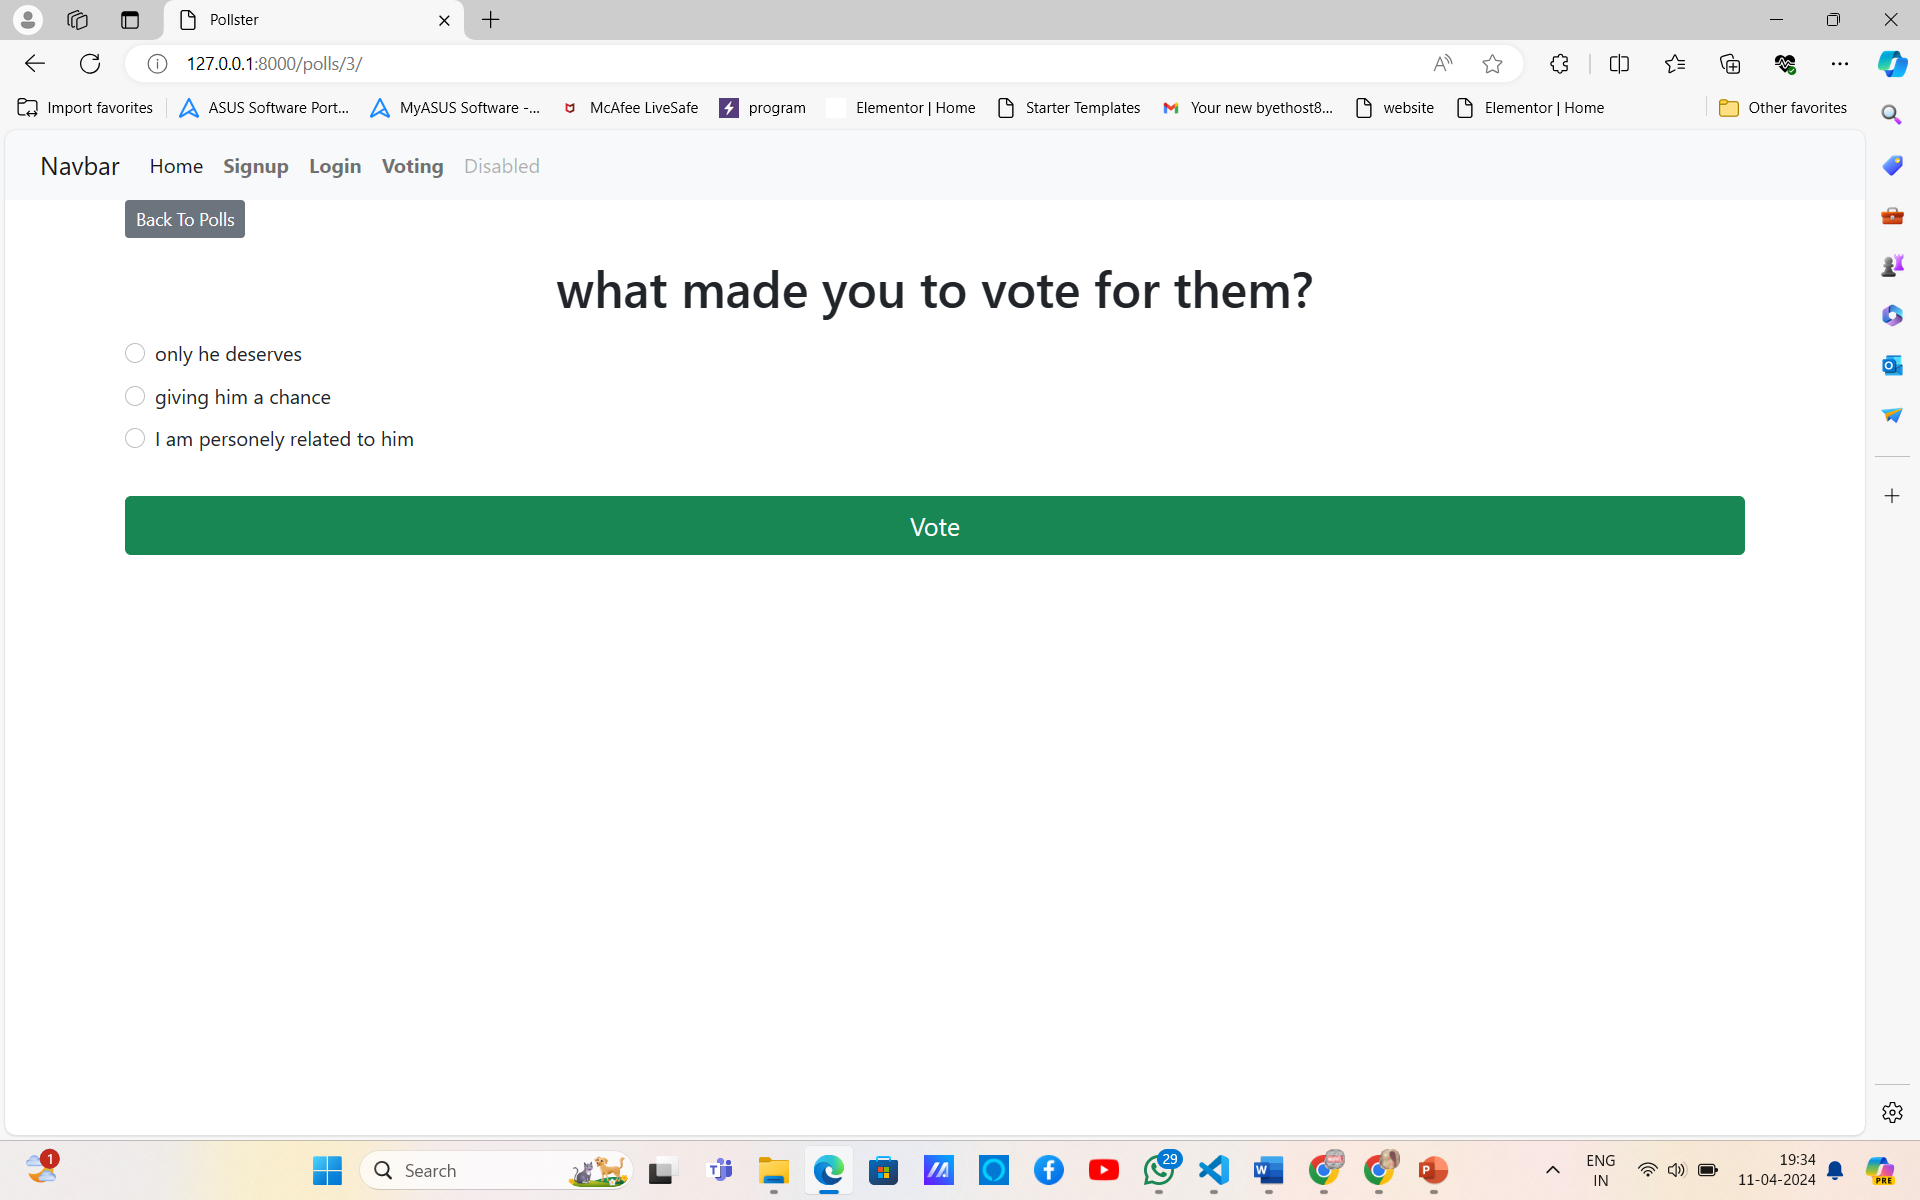 Pollster
127.0.0.1:8000/polls/3/
Import favorites ASUS Software Port... MyASUS Software -... McAfee LiveSafe program Elementor | Home Starter Templates Your new byethost8... website Elementor | Home Other favorites
Navbar Home Signup Login Voting Disabled
Back To Polls
what made you to vote for them?
only he deserves
giving him a chance
I am personely related to him
Vote
1 Search 29 ENG 19:34
IN 11-04-2024 PRE